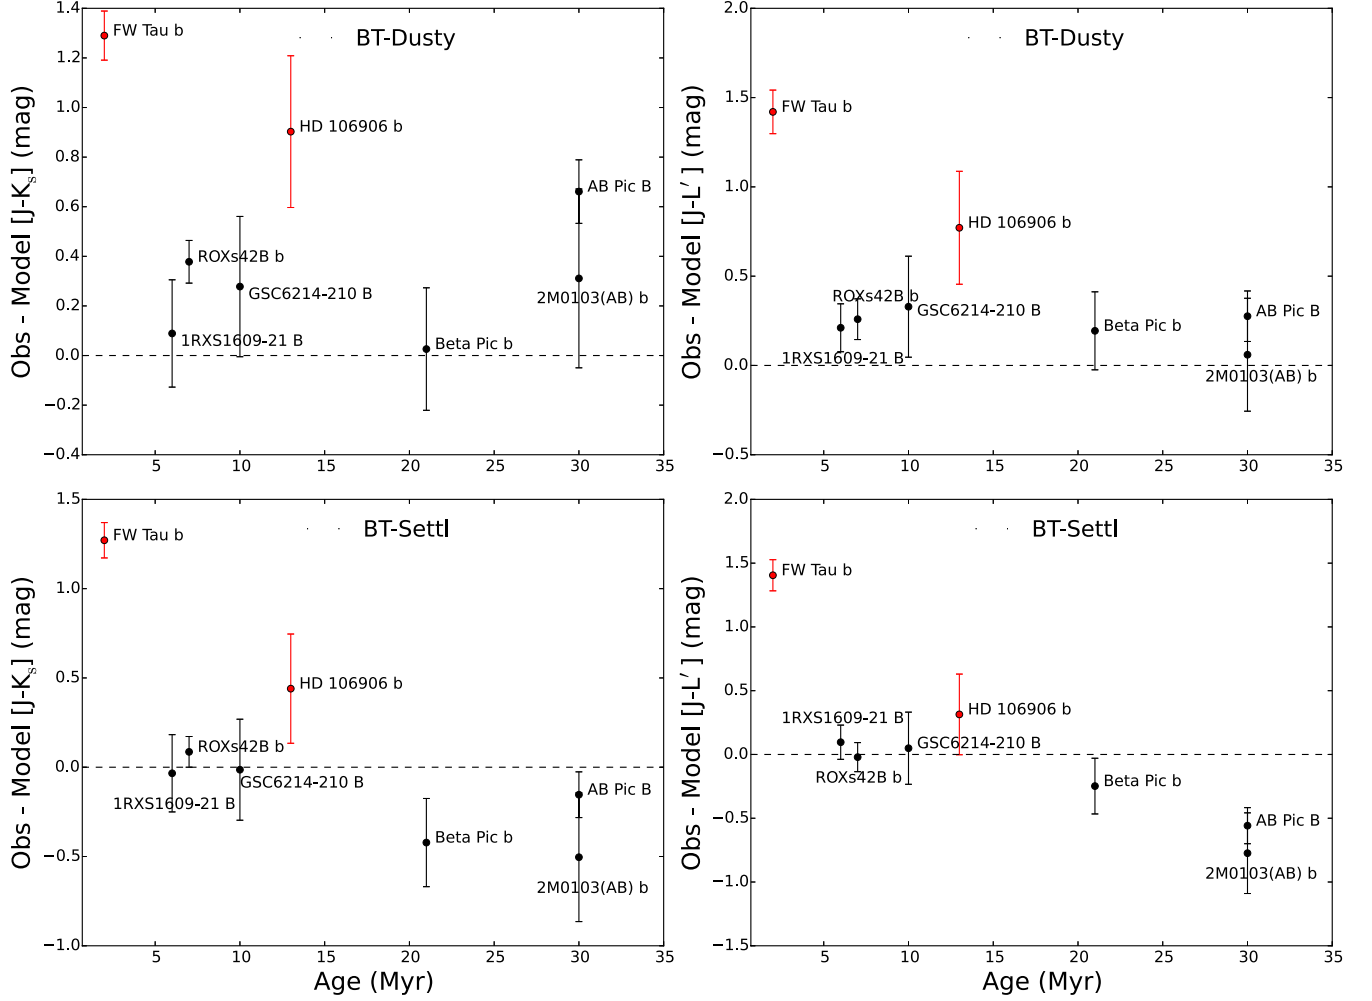 BT-Dusty
Obs - Model [J-Ks] (mag)
1.4
1.2
1.0
0.8
0.6
0.4
0.2
0.0
−0.2
−0.4
FW Tau b
HD 106906 b
AB Pic B
ROXs42B b
GSC6214-210 B
2M0103(AB) b
1RXS1609-21 B
Beta Pic b
5 10 15 20 25 30 35
BT-Dusty
Obs - Model [J-L′] (mag)
2.0
1.5
1.0
0.5
0.0
−0.5
FW Tau b
HD 106906 b
ROXs42B b
GSC6214-210 B
AB Pic B
Beta Pic b
1RXS1609-21 B
2M0103(AB) b
5 10 15 20 25 30 35
BT-Settl
Obs - Model [J-Ks] (mag)
1.5
1.0
0.5
0.0
−0.5
−1.0
FW Tau b
HD 106906 b
ROXs42B b
GSC6214-210 B
AB Pic B
1RXS1609-21 B
Beta Pic b
2M0103(AB) b
5 10 15 20 25 30 35
Age (Myr)
BT-Settl
Obs - Model [J-L′] (mag)
2.0
1.5
1.0
0.5
0.0
−0.5
−1.0
−1.5
FW Tau b
1RXS1609-21 B
HD 106906 b
GSC6214-210 B
ROXs42B b
Beta Pic b
AB Pic B
2M0103(AB) b
5 10 15 20 25 30 35
Age (Myr)